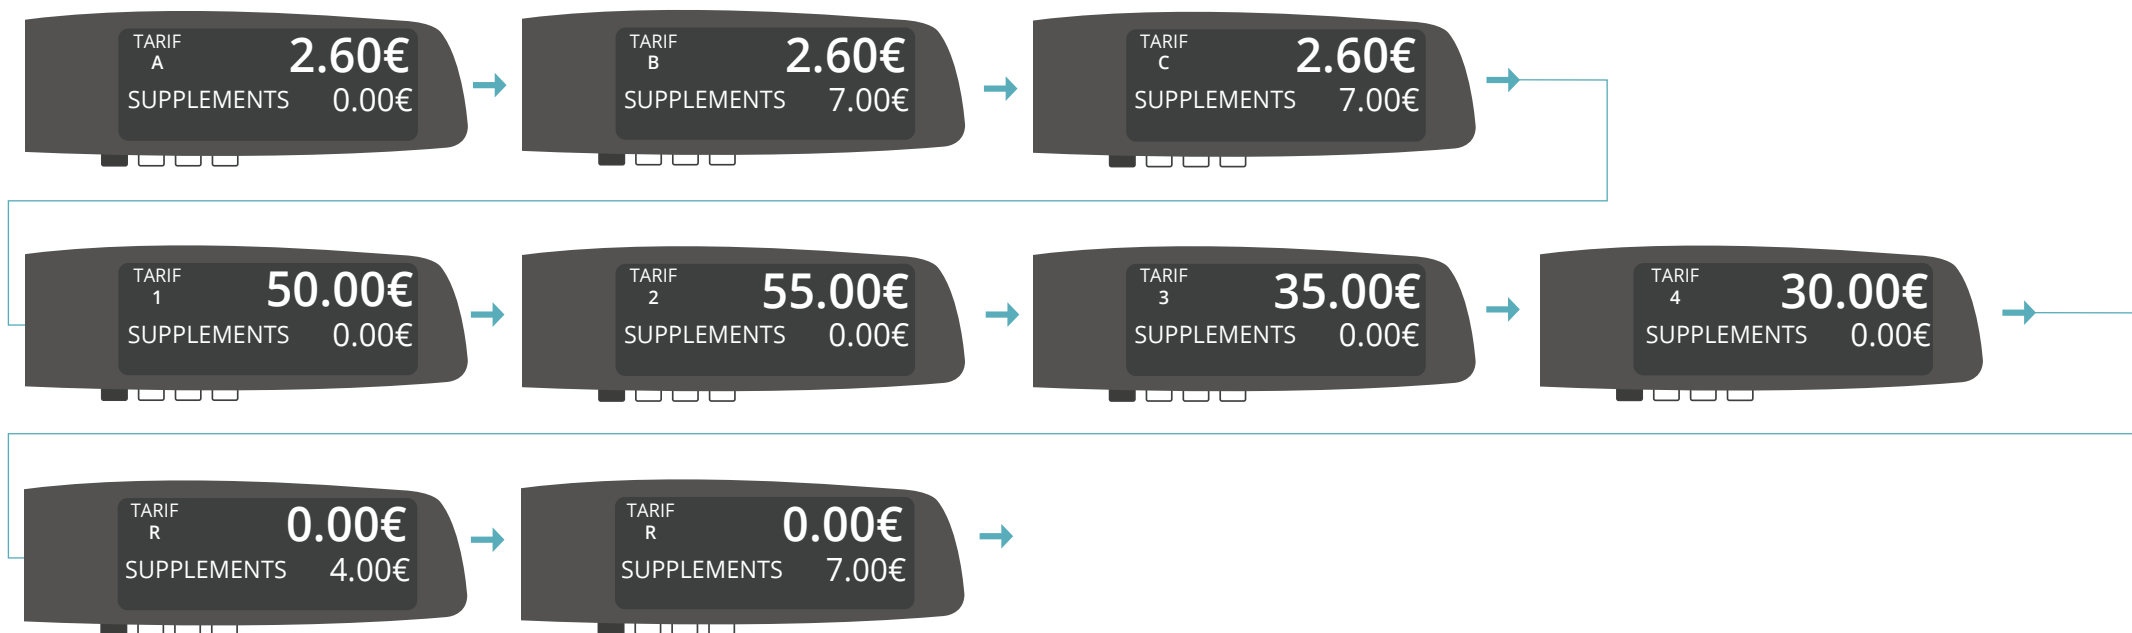 TARIF 2.60€
A
SUPPLEMENTS 0.00€
TARIF 2.60€
B
SUPPLEMENTS 7.00€
TARIF 2.60€
C
SUPPLEMENTS 7.00€
TARIF 50.00€
1
SUPPLEMENTS 0.00€
TARIF 55.00€
2
SUPPLEMENTS 0.00€
TARIF 35.00€
3
SUPPLEMENTS 0.00€
TARIF 30.00€
4
SUPPLEMENTS 0.00€
TARIF 0.00€
R
SUPPLEMENTS 4.00€
TARIF 0.00€
R
SUPPLEMENTS 7.00€